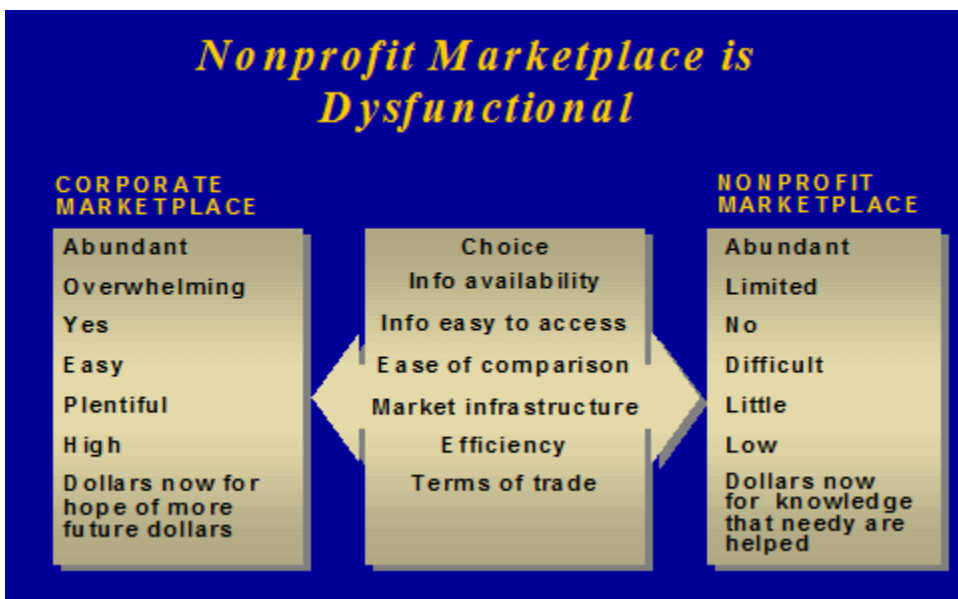 Nonprofit Marketplace is
Dysfunctional
CORPORATE
MARKETPLACE
Abundant
Overwhelming
Yes
Easy
Plentiful
High
Dollars now for
hope of more
future dollars
Choice
Info availability
Info easy to access
Ease of comparison
Market infrastructure
Efficiency
Terms of trade
NONPROFIT
MARKETPLACE
Abundant
Limited
No
Difficult
Little
Low
Dollars now
for knowledge
that needy are
helped